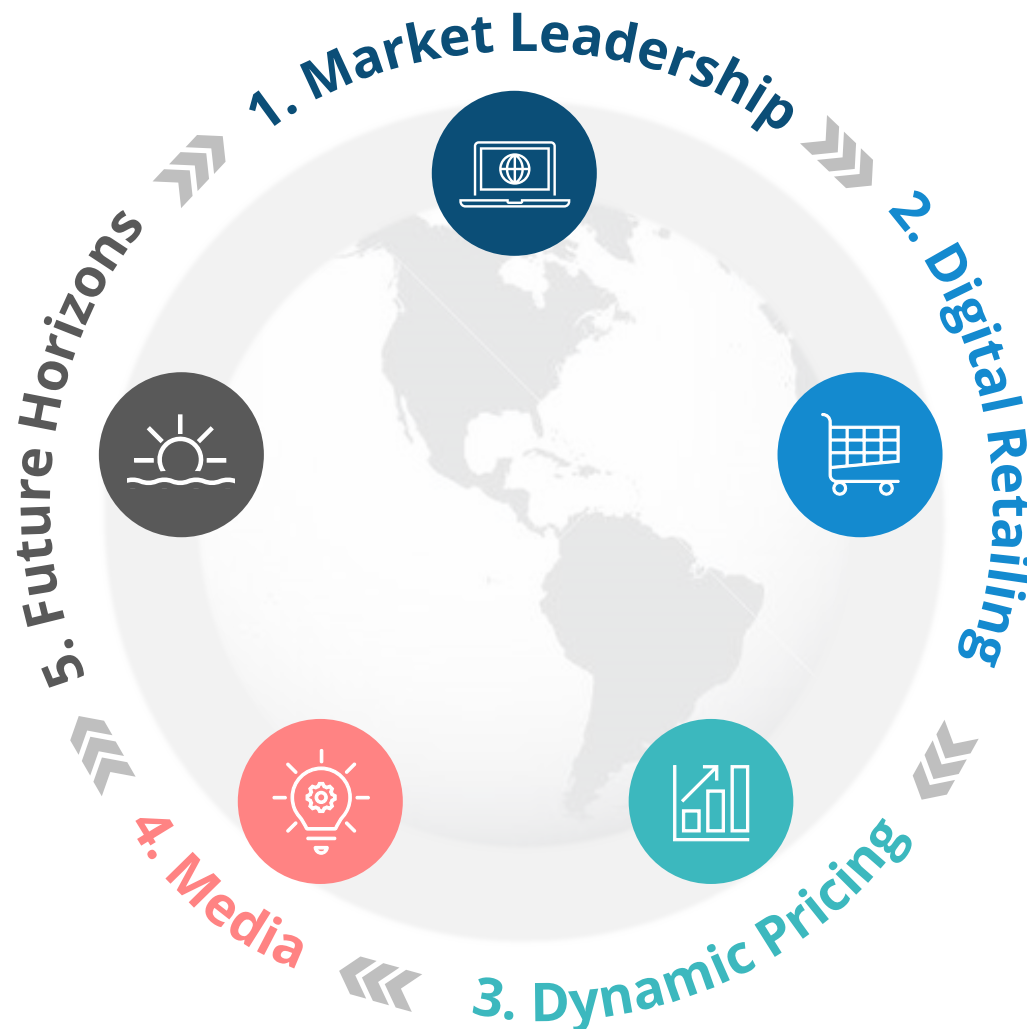 1. Market Leadership
2. Digital Retailing
3. Dynamic Pricing
4. Media
5. Future Horizons